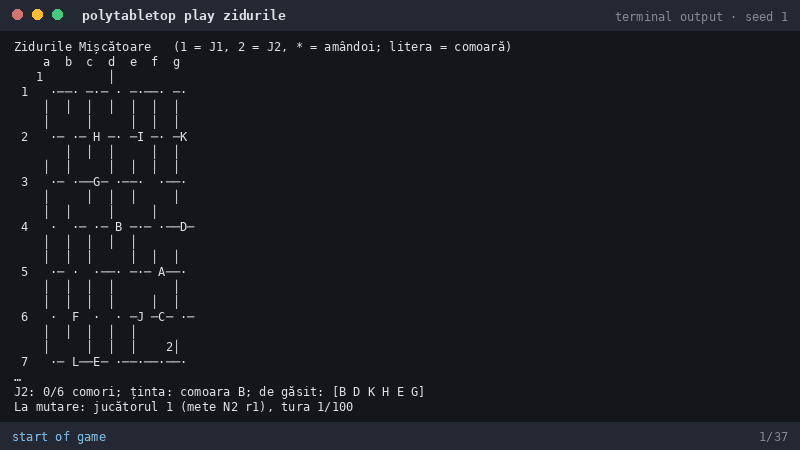 polytabletop play zidurile
terminal output · seed 1
Zidurile Mișcătoare   (1 = J1, 2 = J2, * = amândoi; litera = comoară)
    a  b  c  d  e  f  g
   1         │
 1   ·──· ─·─ · ─·──· ─·
    │  │  │  │  │  │  │
    │     │     │  │  │
 2   ·─ ·─ H ─· ─I ─· ─K
       │  │  │     │  │
    │  │     │  │  │  │
 3   ·─ ·──G─ ·──·  ·──·
    │     │  │  │     │
    │  │     │     │
 4   ·  ·─ ·─ B ─·─ ·──D─
    │  │  │  │  │
    │  │  │     │  │  │
 5   ·─ ·  ·──· ─·─ A──·
    │  │  │  │        │
    │  │  │  │     │  │
 6   ·  F  ·  · ─J ─C─ ·─
    │  │  │  │  │
    │     │  │  │    2│
 7   ·─ L──E─ ·──·──·──·
…
J2: 0/6 comori; ținta: comoara B; de găsit: [B D K H E G]
La mutare: jucătorul 1 (mete N2 r1), tura 1/100
start of game
1/37